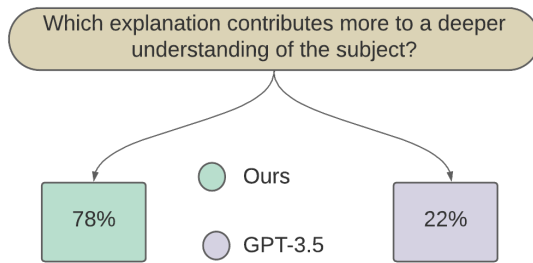 Which explanation contributes more to a deeper
understanding of the subject?
Ours
78%
22%
GPT-3.5